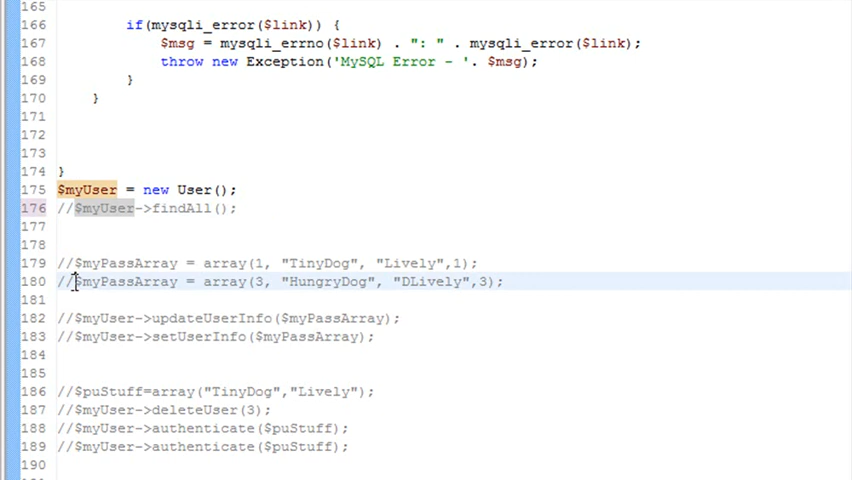 165
166 if(mysqli_error($link)) {
167 $msg = mysqli_errno($link) . ": " . mysqli_error($link);
168 throw new Exception('MySQL Error - '. $msg);
169 }
170 }
171
172
173
174 }
175 $myUser = new User();
176 //$myUser->findAll();
177
178
179 //$myPassArray = array(1, "TinyDog", "Lively",1);
180 //$myPassArray = array(3, "HungryDog", "DLively",3);
181
182 //$myUser->updateUserInfo($myPassArray);
183 //$myUser->setUserInfo($myPassArray);
184
185
186 //$puStuff=array("TinyDog","Lively");
187 //$myUser->deleteUser(3);
188 //$myUser->authenticate($puStuff);
189 //$myUser->authenticate($puStuff);
190